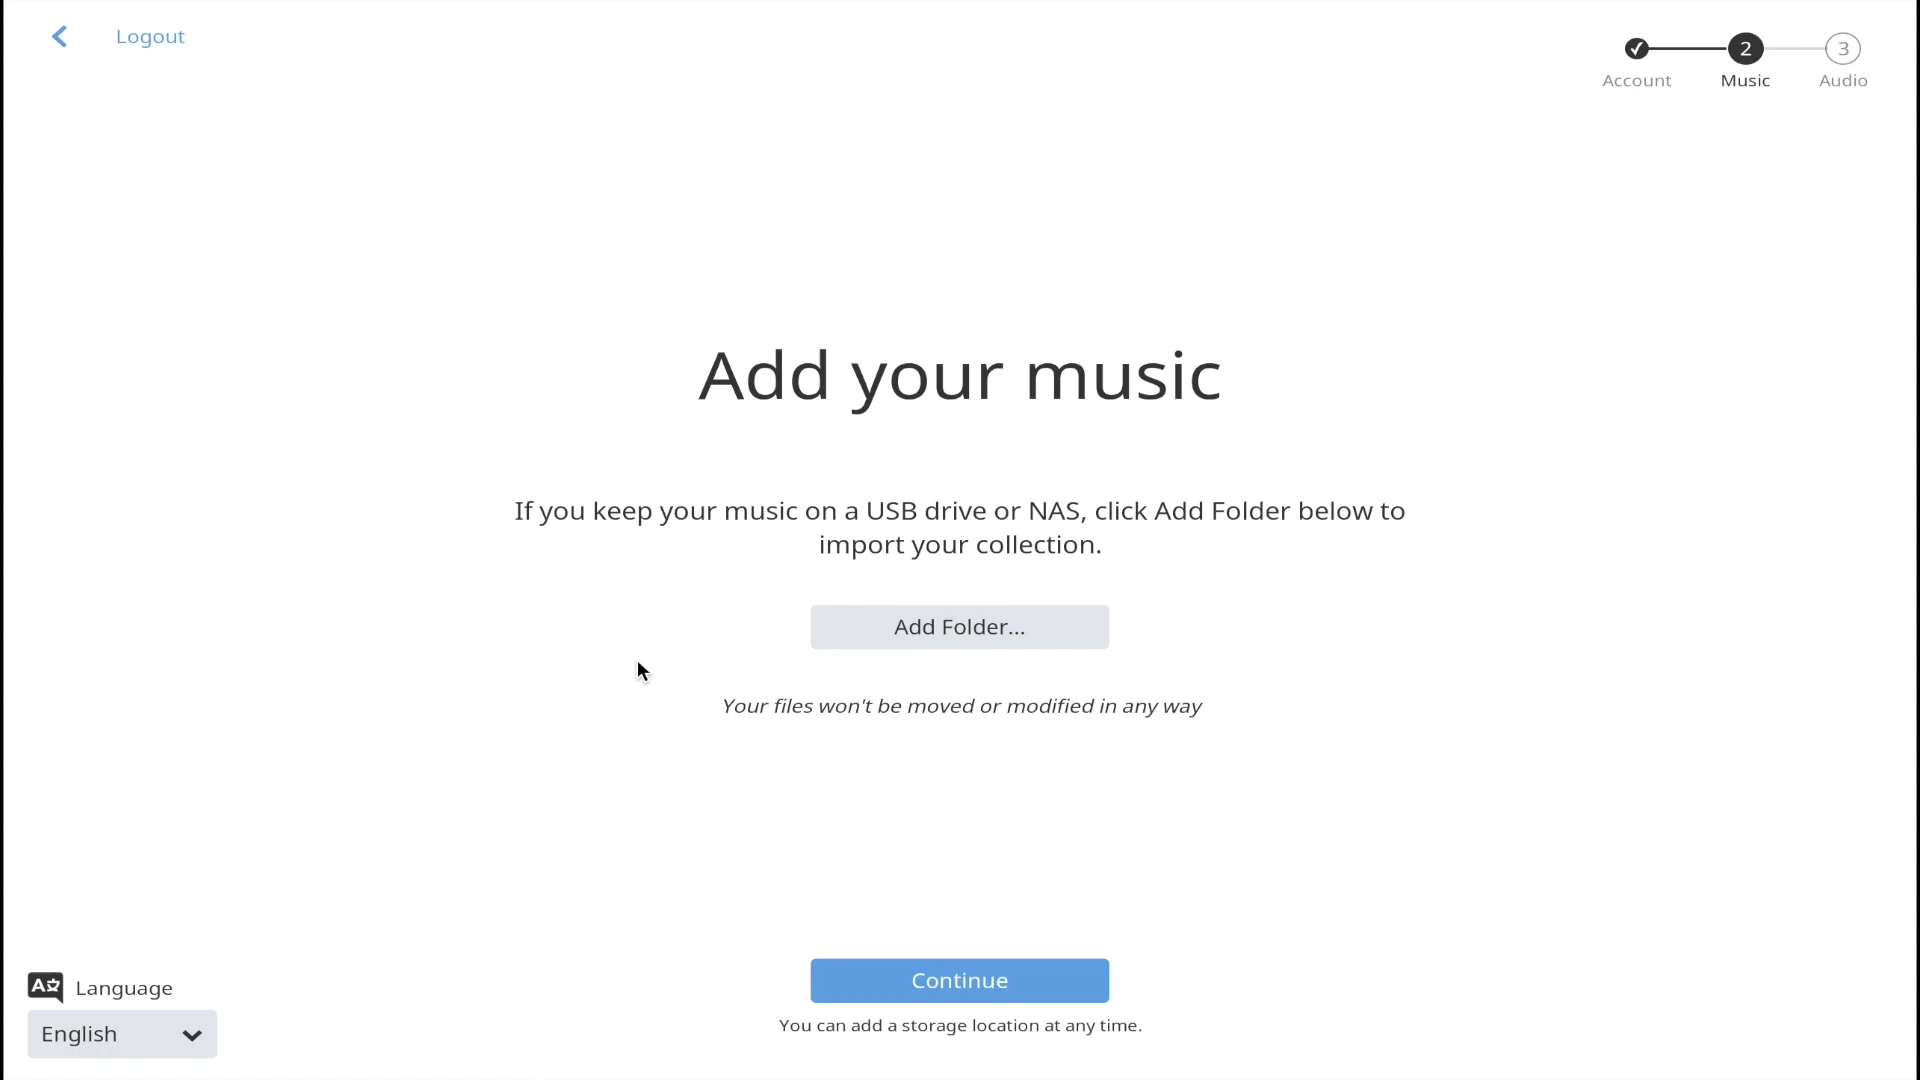 Logout
2
3
Account
Music
Audio
Add your music
If you keep your music on a USB drive or NAS, click Add Folder below to
import your collection.
Add Folder...
Your files won't be moved or modified in any way
Continue
You can add a storage location at any time.
Language
English